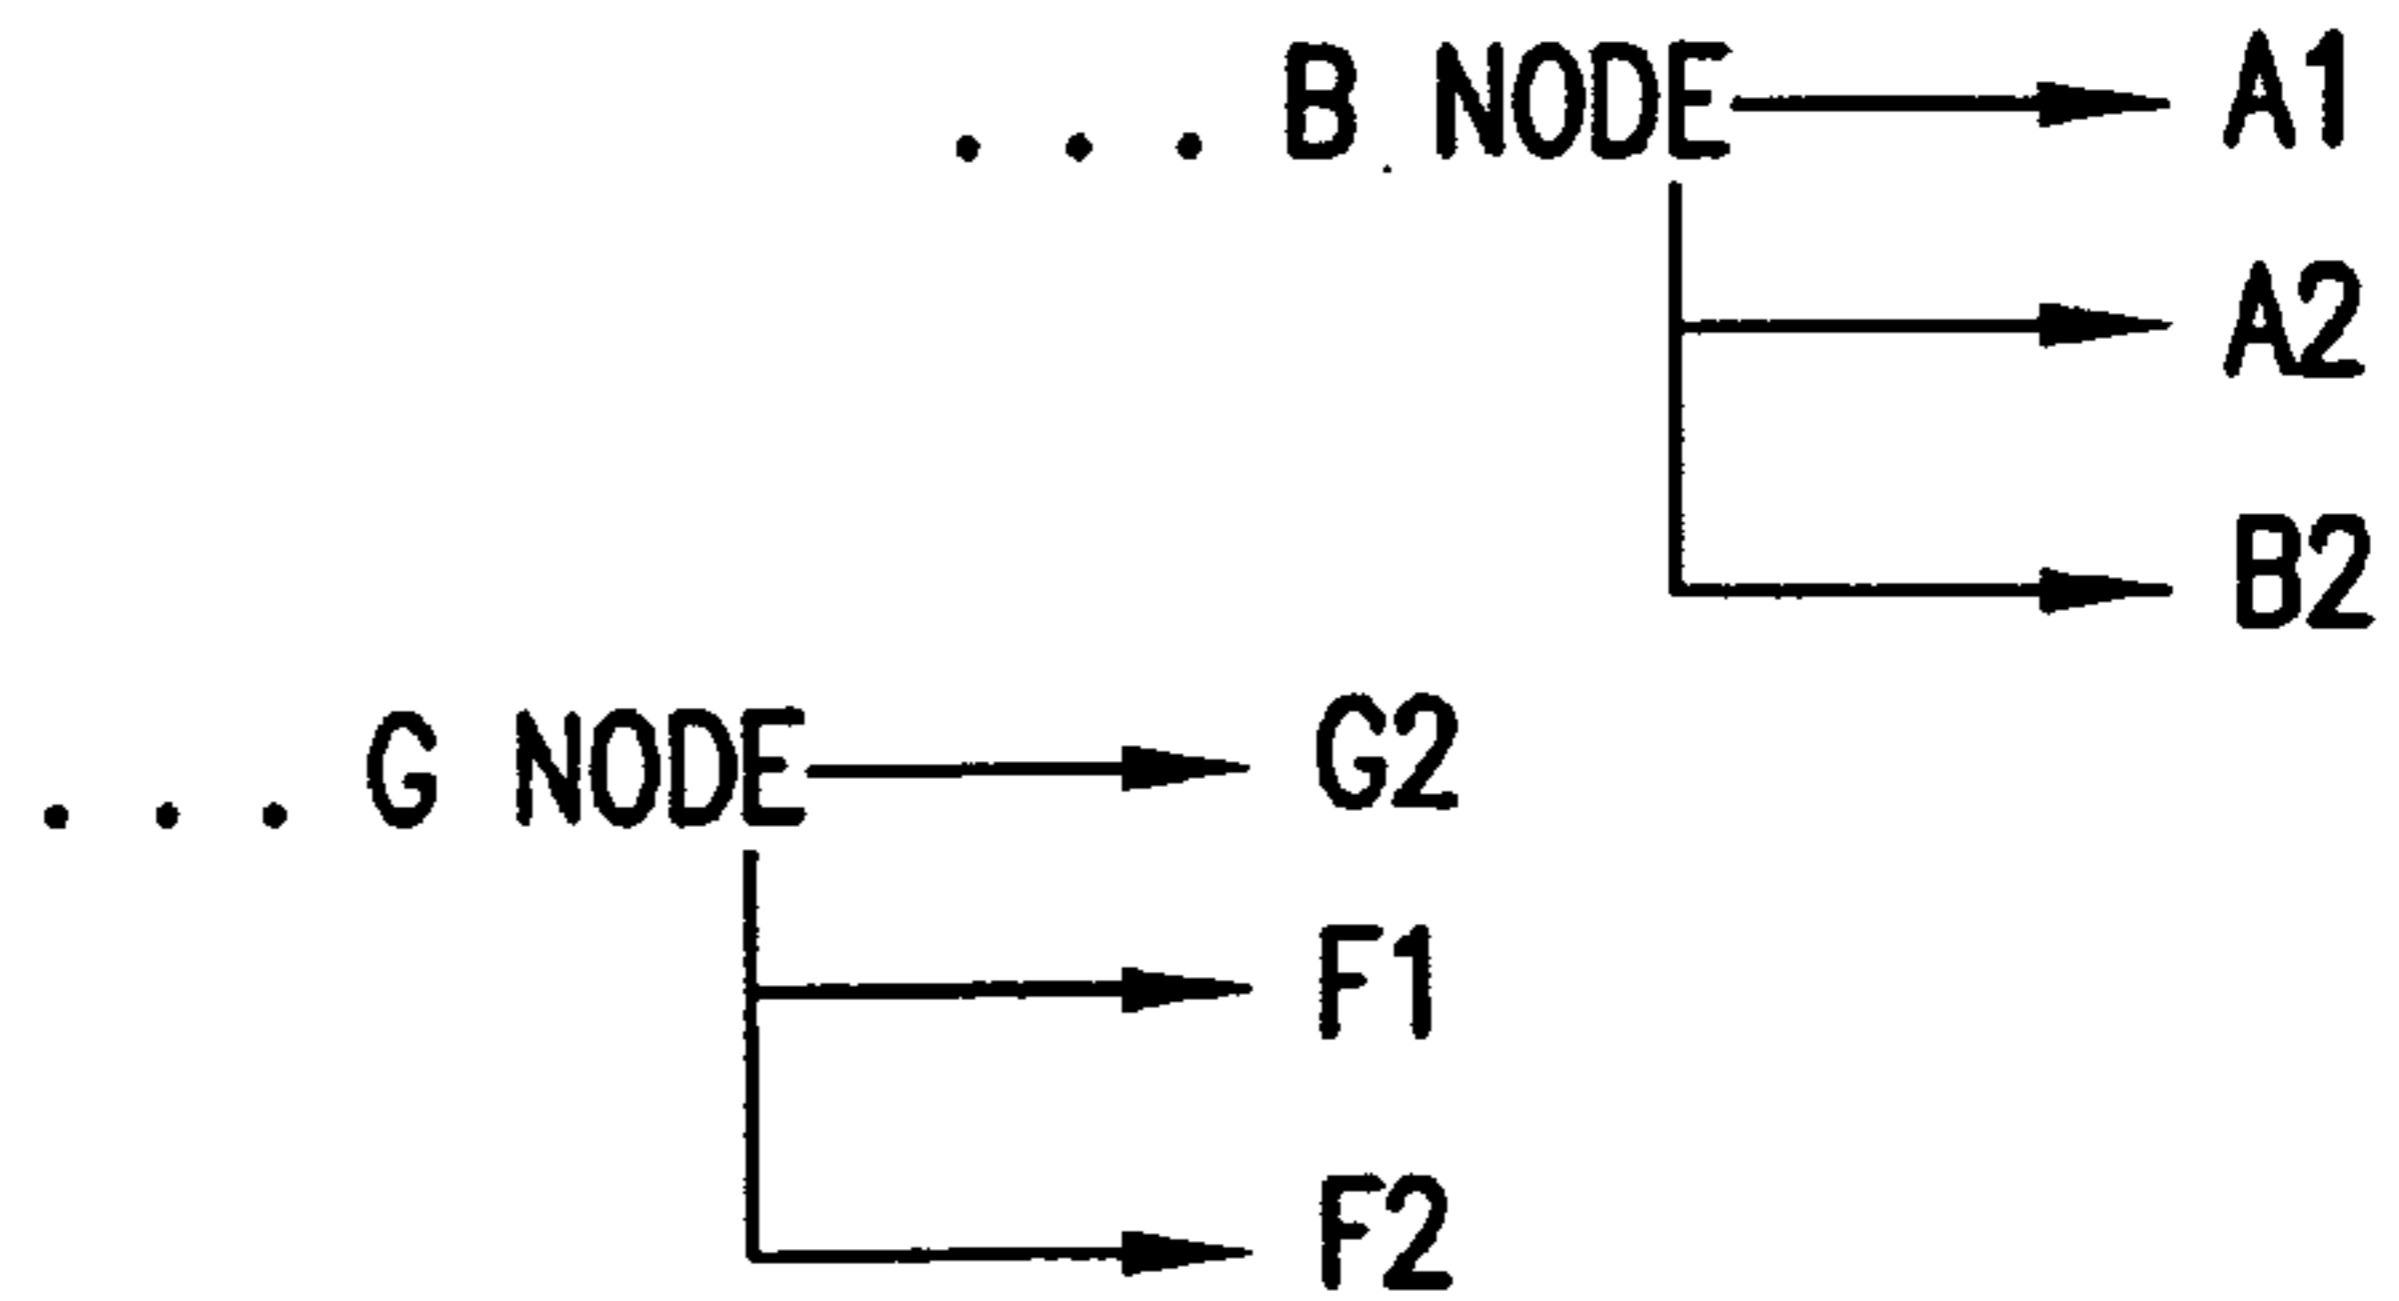 . . . B NODE A1
A2
B2
. . . G NODE G2
F1
F2